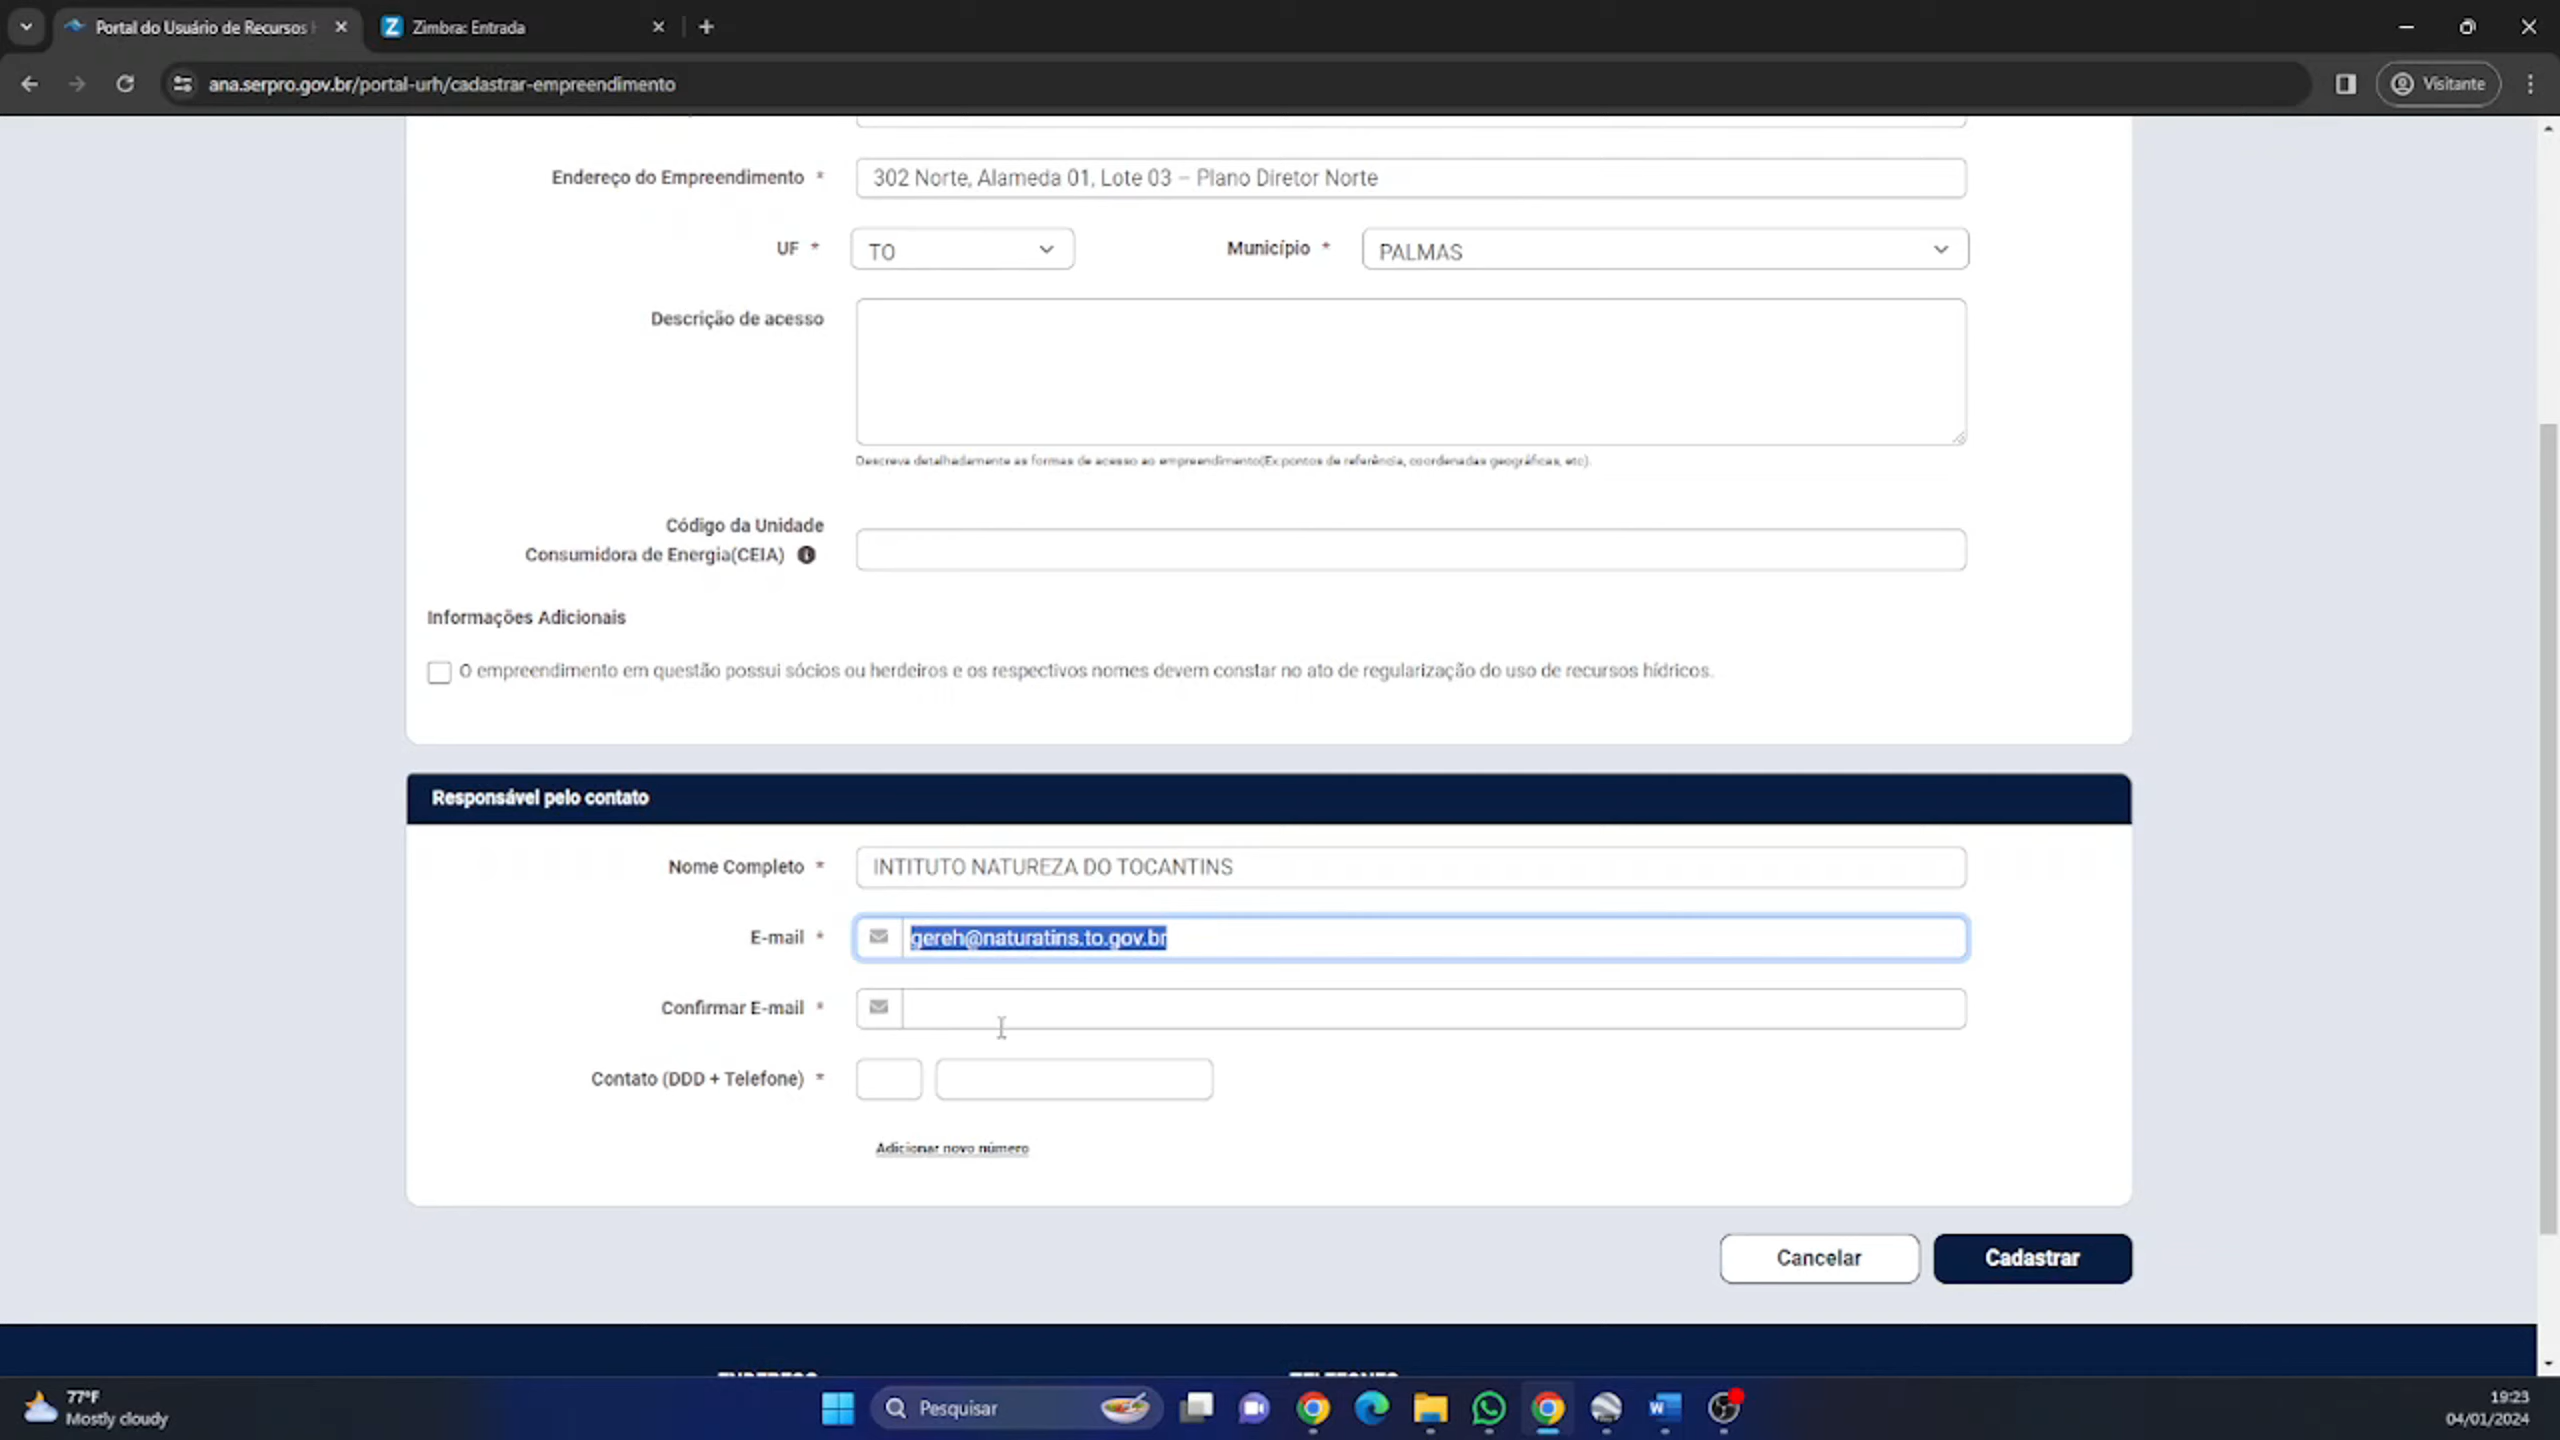 Portal do Usuário de Recursos H
Zimbra: Entrada
ana.serpro.gov.br/portal-urh/cadastrar-empreendimento
Visitante
Endereço do Empreendimento * 302 Norte, Alameda 01, Lote 03 – Plano Diretor Norte
UF * TO Município * PALMAS
Descrição de acesso
Descreva detalhadamente as formas de acesso ao empreendimento(Ex:pontos de referência, coordenadas geográficas, etc).
Código da Unidade
Consumidora de Energia(CEIA)
Informações Adicionais
O empreendimento em questão possui sócios ou herdeiros e os respectivos nomes devem constar no ato de regularização do uso de recursos hídricos.
Responsável pelo contato
Nome Completo * INTITUTO NATUREZA DO TOCANTINS
E-mail * gereh@naturatins.to.gov.br
Confirmar E-mail *
Contato (DDD + Telefone) *
Adicionar novo número
Cancelar Cadastrar
77°F
Mostly cloudy
Pesquisar
19:23
04/01/2024